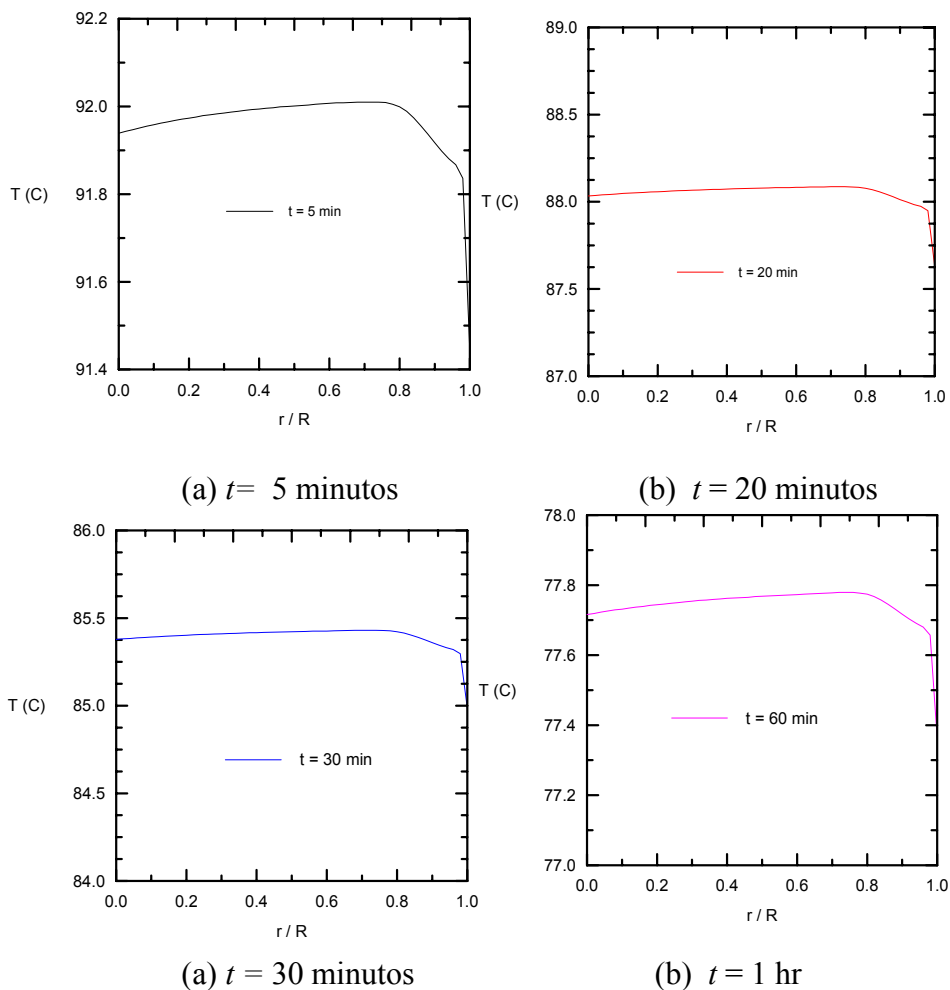 92.2
92.0
91.8
91.6
91.4
T (C)
t = 5 min
0.0 0.2 0.4 0.6 0.8 1.0
r / R
(a) t= 5 minutos
89.0
88.5
88.0
87.5
87.0
T (C)
t = 20 min
0.0 0.2 0.4 0.6 0.8 1.0
r / R
(b) t = 20 minutos
86.0
85.5
85.0
84.5
84.0
T (C)
t = 30 min
0.0 0.2 0.4 0.6 0.8 1.0
r / R
(a) t = 30 minutos
78.0
77.8
77.6
77.4
77.2
77.0
T (C)
t = 60 min
0.0 0.2 0.4 0.6 0.8 1.0
r / R
(b) t = 1 hr